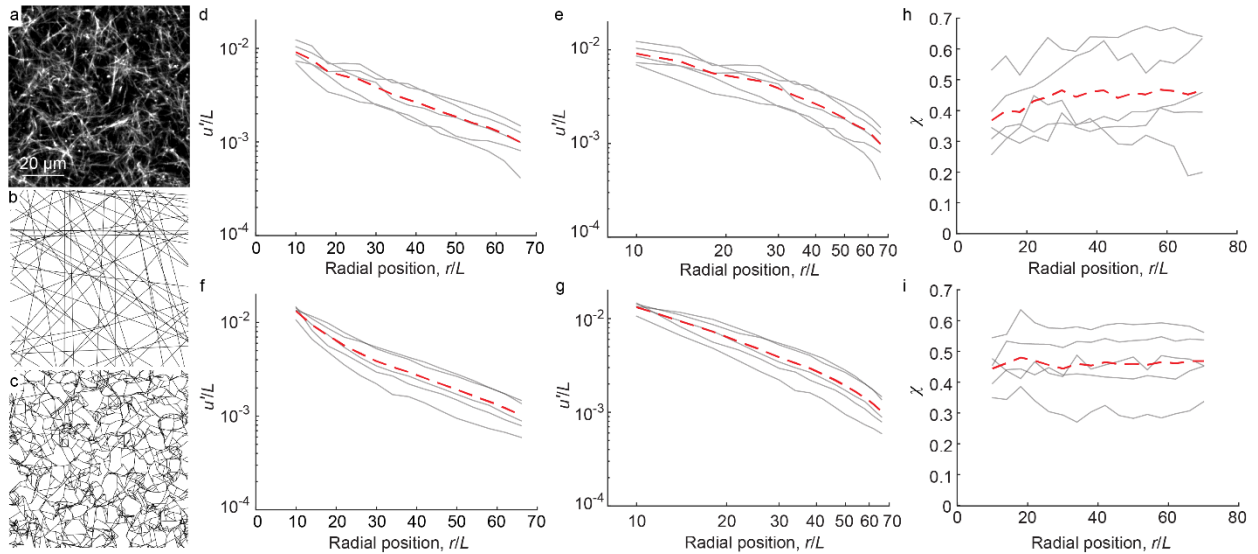 a
20 µm
b
c
d
10⁻²
10⁻³
10⁻⁴
u'/L
0 10 20 30 40 50 60 70
Radial position, r/L
e
10⁻²
10⁻³
10⁻⁴
u'/L
10 20 30 40 50 60 70
Radial position, r/L
h
0.7
0.6
0.5
0.4
0.3
0.2
0.1
0
χ
0 20 40 60 80
Radial position, r/L
f
10⁻²
10⁻³
10⁻⁴
u'/L
0 10 20 30 40 50 60 70
Radial position, r/L
g
10⁻²
10⁻³
10⁻⁴
u'/L
10 20 30 40 50 60 70
Radial position, r/L
i
0.7
0.6
0.5
0.4
0.3
0.2
0.1
0
χ
0 20 40 60 80
Radial position, r/L